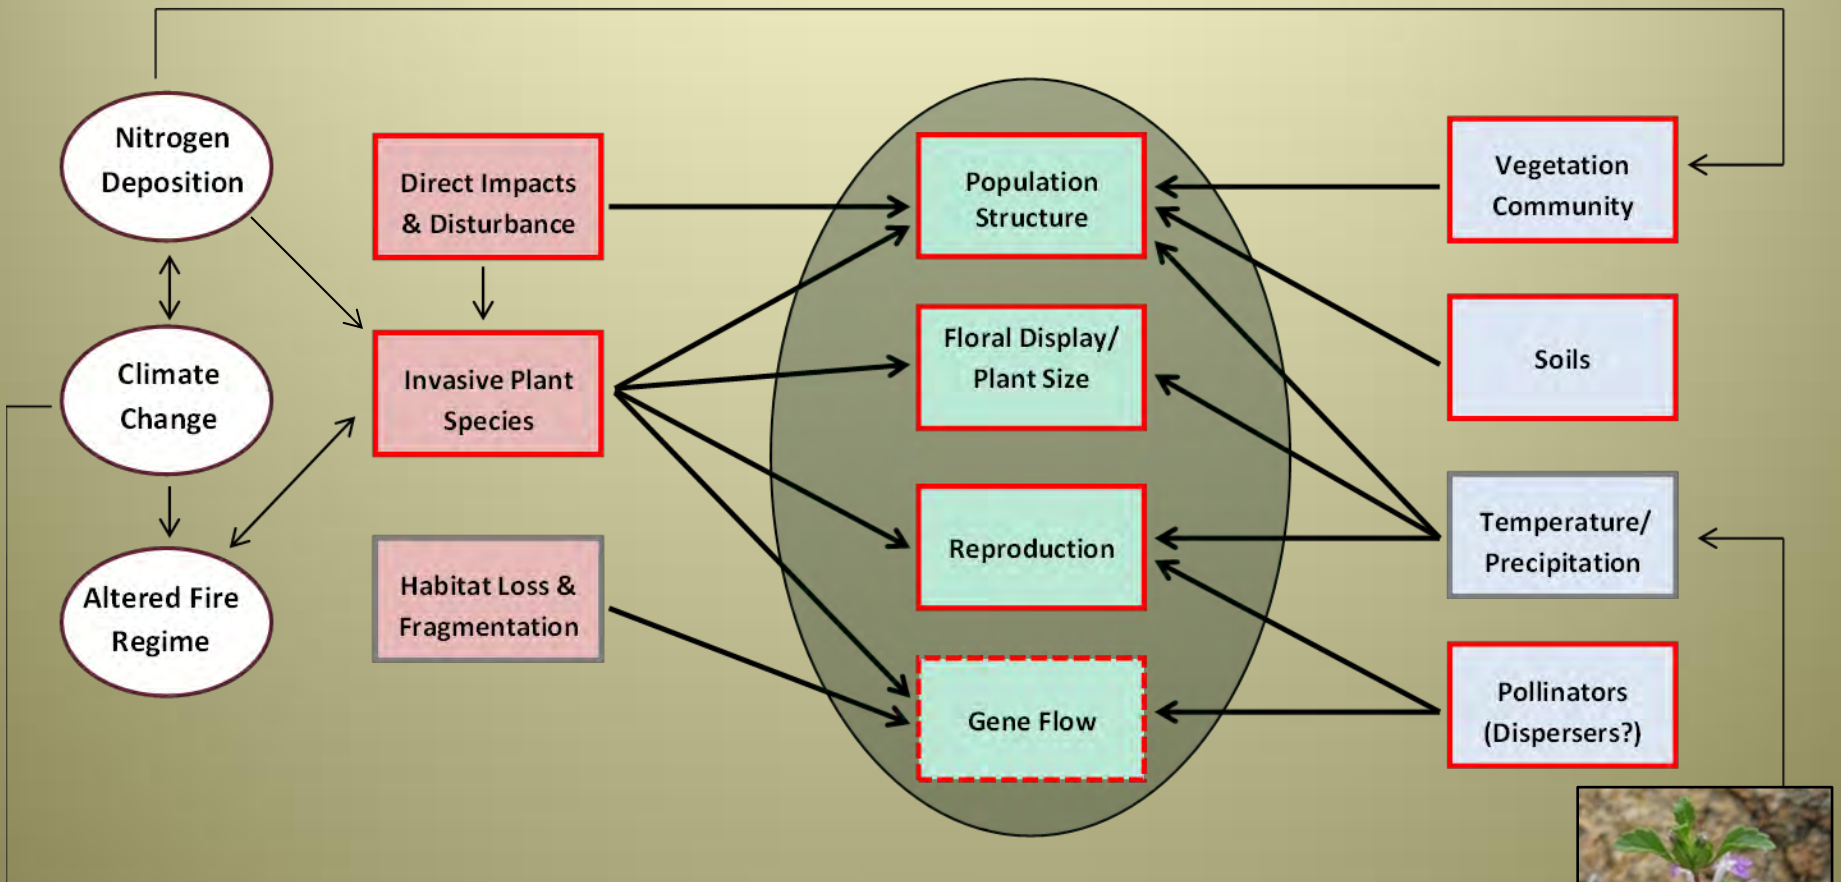 Nitrogen
Deposition
Climate
Change
Altered Fire
Regime
Direct Impacts
& Disturbance
Invasive Plant
Species
Habitat Loss &
Fragmentation
Population
Structure
Floral Display/
Plant Size
Reproduction
Gene Flow
Vegetation
Community
Soils
Temperature/
Precipitation
Pollinators
(Dispersers?)